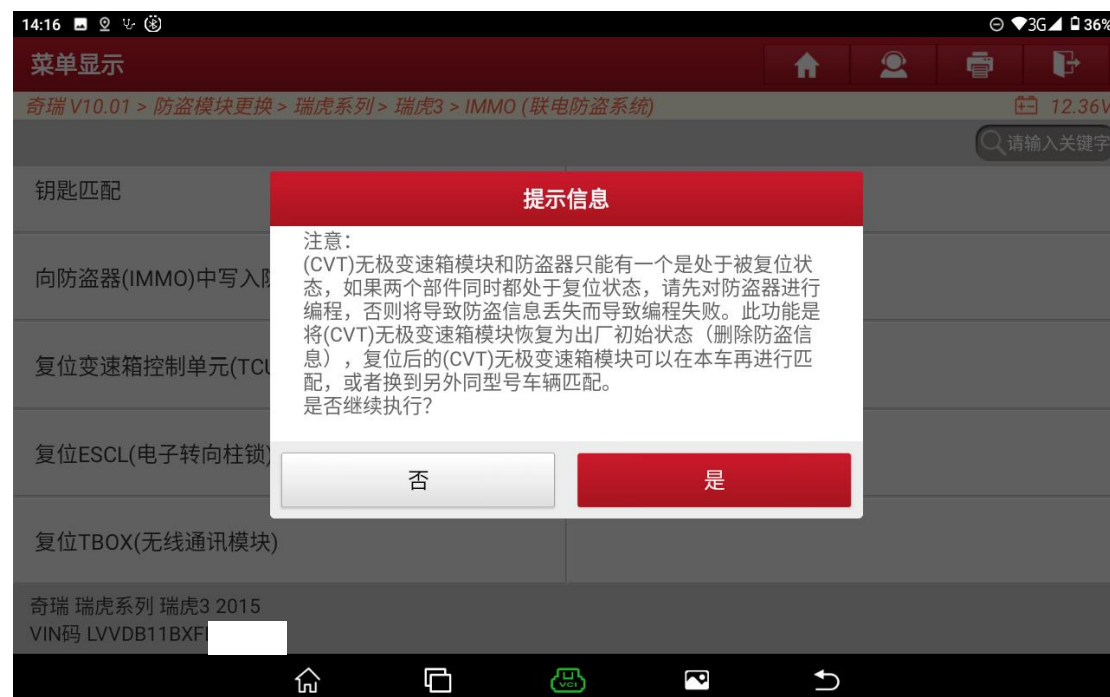 14:16
3G 36%
菜单显示
奇瑞 V10.01 > 防盗模块更换 > 瑞虎系列 > 瑞虎3 > IMMO (联电防盗系统)
12.36V
请输入关键字
钥匙匹配
提示信息
注意：
(CVT)无极变速箱模块和防盗器只能有一个是处于被复位状
态，如果两个部件同时都处于复位状态，请先对防盗器进行
编程，否则将导致防盗信息丢失而导致编程失败。此功能是
将(CVT)无极变速箱模块恢复为出厂初始状态（删除防盗信
息），复位后的(CVT)无极变速箱模块可以在本车再进行匹
配，或者换到另外同型号车辆匹配。
是否继续执行？
否
是
向防盗器(IMMO)中写入
复位变速箱控制单元(TCU
复位ESCL(电子转向柱锁)
复位TBOX(无线通讯模块)
奇瑞 瑞虎系列 瑞虎3 2015
VIN码 LVVDB11BXF
VCI